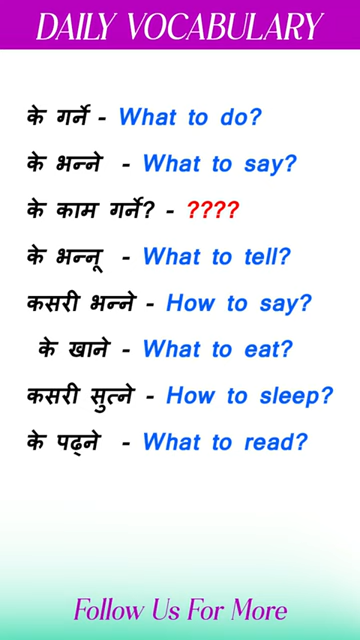 DAILY VOCABULARY
के गर्ने - What to do?
के भन्ने - What to say?
के काम गर्ने? - ????
के भन्नू - What to tell?
कसरी भन्ने - How to say?
के खाने - What to eat?
कसरी सुत्ने - How to sleep?
के पढ्ने - What to read?
Follow Us For More